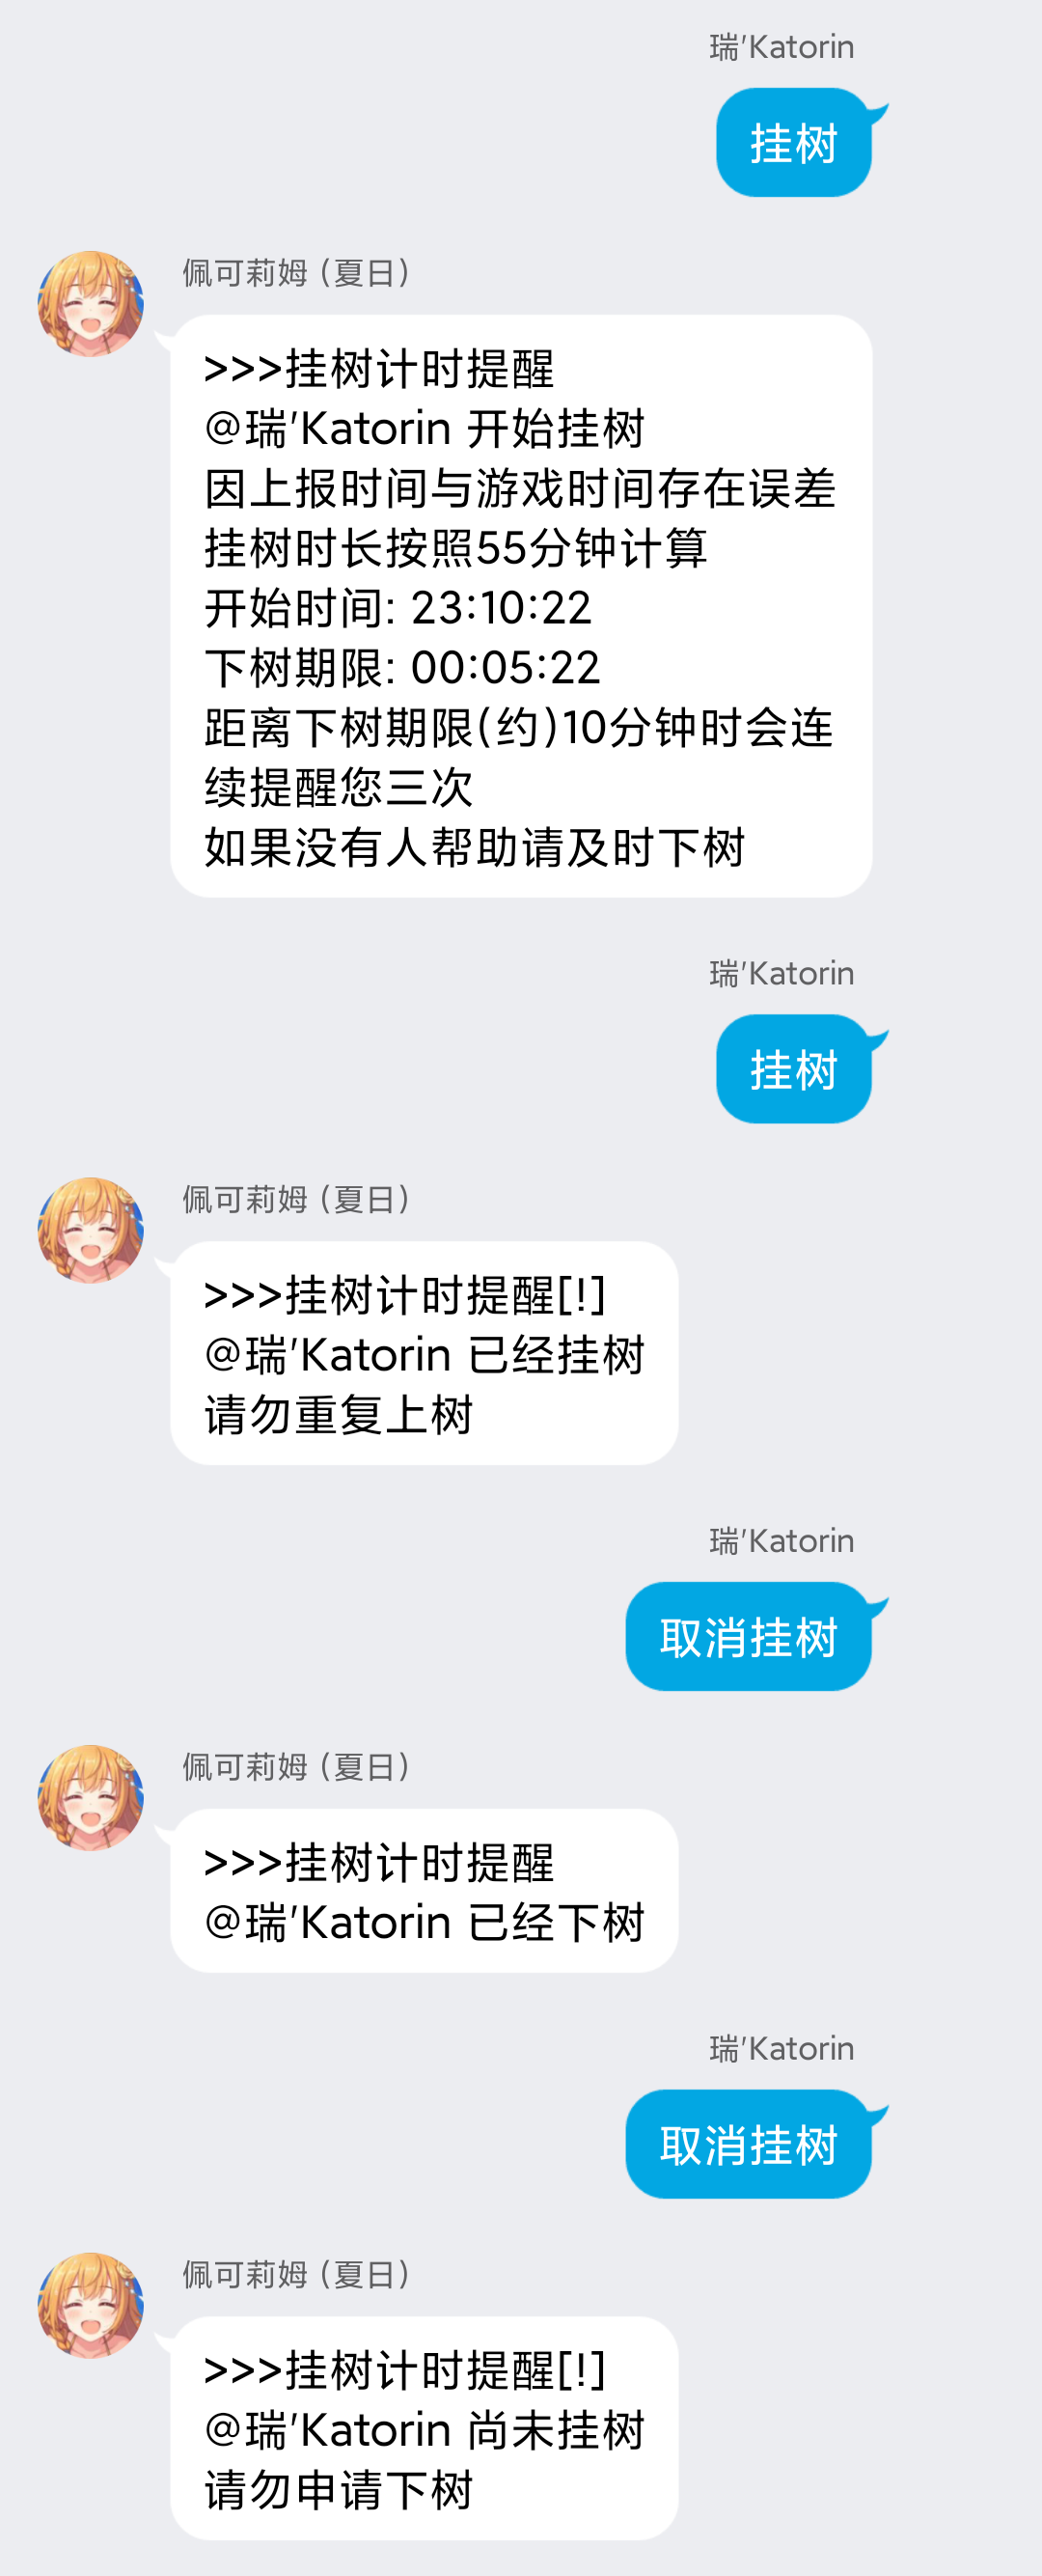 瑞'Katorin
挂树
佩可莉姆（夏日）
>>>挂树计时提醒
@瑞'Katorin 开始挂树
因上报时间与游戏时间存在误差
挂树时长按照55分钟计算
开始时间: 23:10:22
下树期限: 00:05:22
距离下树期限(约)10分钟时会连
续提醒您三次
如果没有人帮助请及时下树
瑞'Katorin
挂树
佩可莉姆（夏日）
>>>挂树计时提醒[!]
@瑞'Katorin 已经挂树
请勿重复上树
瑞'Katorin
取消挂树
佩可莉姆（夏日）
>>>挂树计时提醒
@瑞'Katorin 已经下树
瑞'Katorin
取消挂树
佩可莉姆（夏日）
>>>挂树计时提醒[!]
@瑞'Katorin 尚未挂树
请勿申请下树